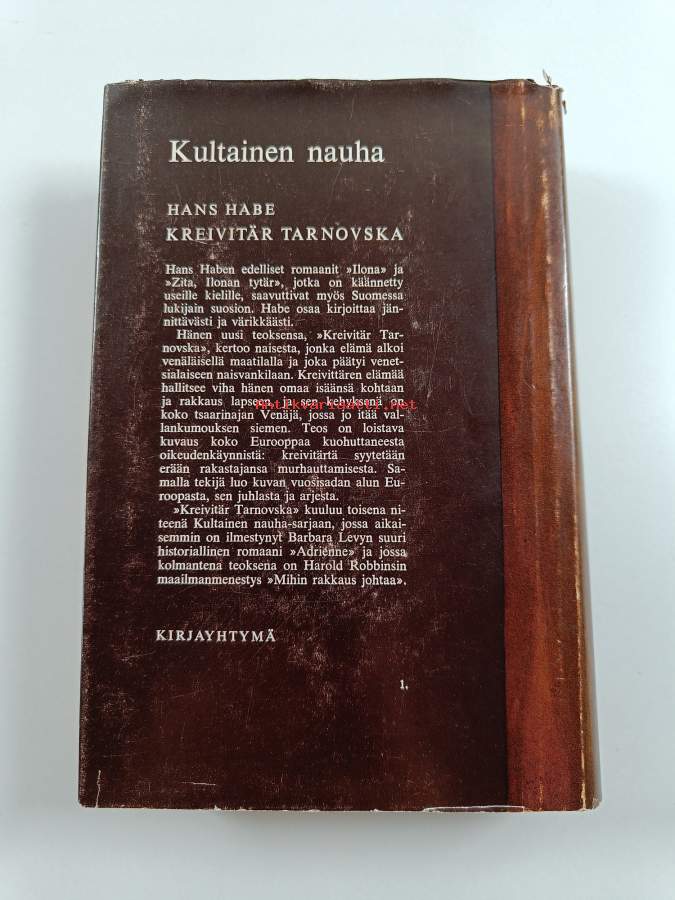 Kultainen nauha
HANS HABE
KREIVITÄR TARNOVSKA
Hans Haben edelliset romaanit »Ilona» ja
»Zita, Ilonan tytär», jotka on käännetty
useille kielille, saavuttivat myös Suomessa
lukijain suosion. Habe osaa kirjoittaa jän-
nittävästi ja värikkäästi.
Hänen uusi teoksensa, »Kreivitär Tar-
novska», kertoo naisesta, jonka elämä alkoi
venäläisellä maatilalla ja joka päätyi venet-
sialaiseen naisvankilaan. Kreivittären elämää
hallitsee viha hänen omaa isäänsä kohtaan
ja rakkaus lapseen, ja sen kehyksenä on
koko tsaarinajan Venäjä, jossa jo itää val-
lankumouksen siemen. Teos on loistava
kuvaus koko Eurooppaa kuohuttaneesta
oikeudenkäynnistä: kreivitärtä syytetään
erään rakastajansa murhauttamisesta. Sa-
malla tekijä luo kuvan vuosisadan alun Eu-
roopasta, sen juhlasta ja arjesta.
»Kreivitär Tarnovska» kuuluu toisena ni-
teenä Kultainen nauha-sarjaan, jossa aikai-
semmin on ilmestynyt Barbara Levyn suuri
historiallinen romaani »Adrienne» ja jossa
kolmantena teoksena on Harold Robbinsin
maailmanmenestys »Mihin rakkaus johtaa».
KIRJAYHTYMÄ
1.
Antikvariaatti.net